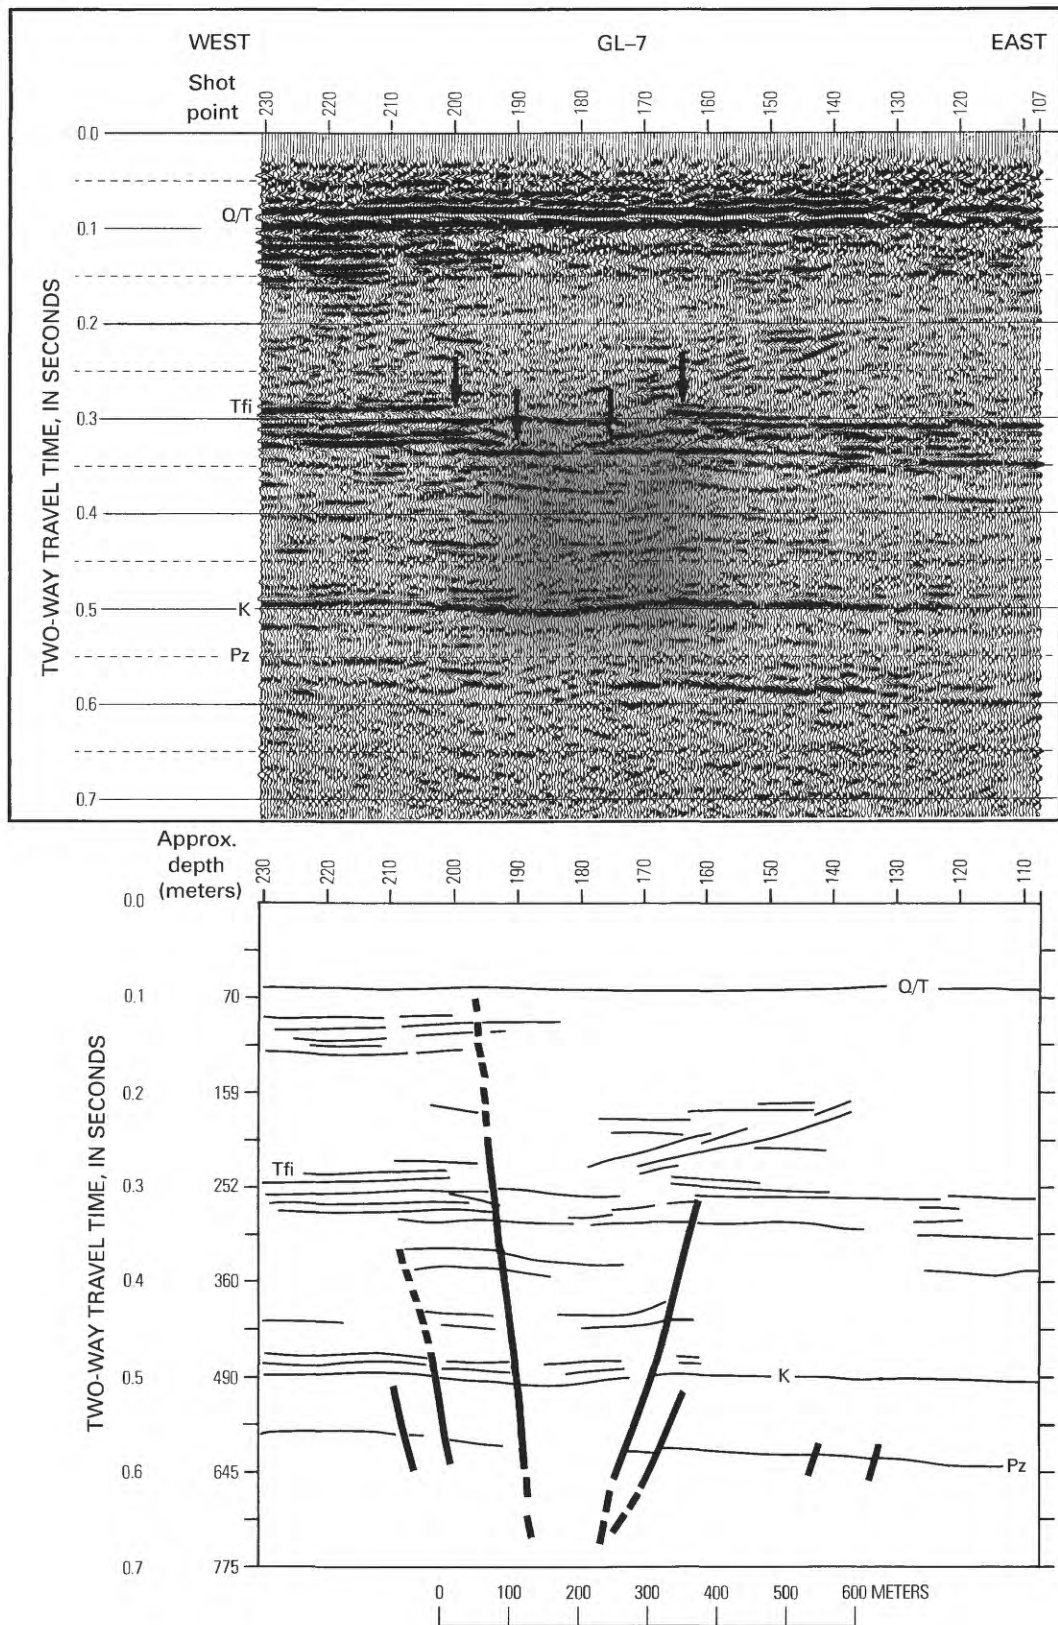 WEST GL–7 EAST
Shot point
230 220 210 200 190 180 170 160 150 140 130 120 107
TWO-WAY TRAVEL TIME, IN SECONDS
0.0
Q/T
0.1
0.2
Tfi
0.3
0.4
K
0.5
Pz
0.6
0.7
Approx. depth (meters)
230 220 210 200 190 180 170 160 150 140 130 120 110
TWO-WAY TRAVEL TIME, IN SECONDS
0.0
Q/T
0.1 70
0.2 159
Tfi
0.3 252
0.4 360
0.5 490 K
0.6 645 Pz
0.7 775
0 100 200 300 400 500 600 METERS